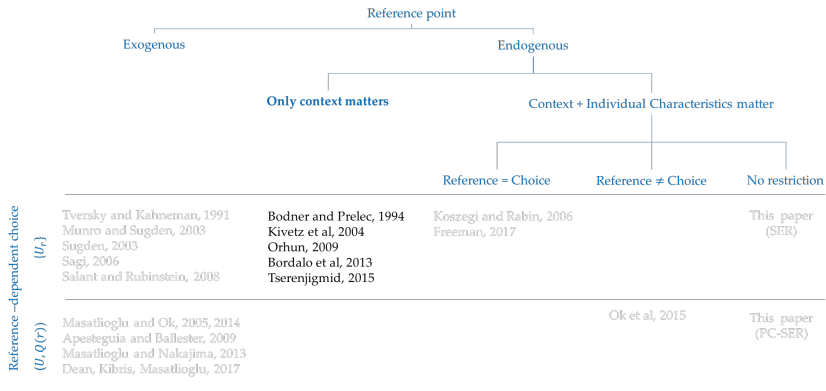 Reference point
Exogenous
Endogenous
Only context matters
Context + Individual Characteristics matter
Reference = Choice
Reference ≠ Choice
No restriction
Reference –dependent choice
{Uᵣ}
Tversky and Kahneman, 1991
Munro and Sugden, 2003
Sugden, 2003
Sagi, 2006
Salant and Rubinstein, 2008
Bodner and Prelec, 1994
Kivetz et al, 2004
Orhun, 2009
Bordalo et al, 2013
Tserenjigmid, 2015
Koszegi and Rabin, 2006
Freeman, 2017
This paper
(SER)
(U, Q(r))
Masatlioglu and Ok, 2005, 2014
Apesteguia and Ballester, 2009
Masatlioglu and Nakajima, 2013
Dean, Kibris, Masatlioglu, 2017
Ok et al, 2015
This paper
(PC-SER)